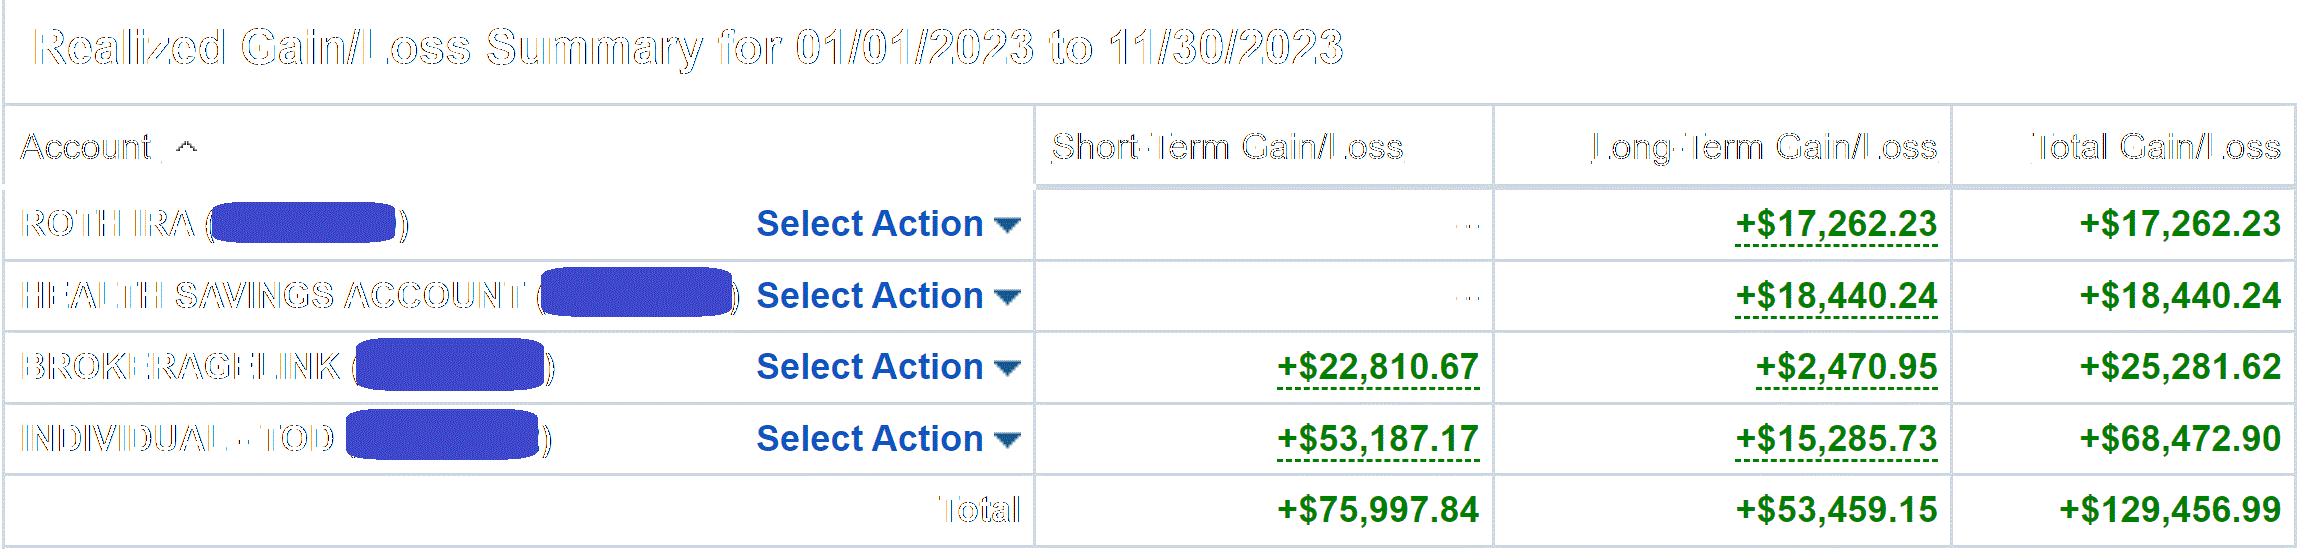 Realized Gain/Loss Summary for 01/01/2023 to 11/30/2023
Account Short-Term Gain/Loss Long-Term Gain/Loss Total Gain/Loss
ROTH IRA ( ) Select Action -- +$17,262.23 +$17,262.23
HEALTH SAVINGS ACCOUNT ( ) Select Action -- +$18,440.24 +$18,440.24
BROKERAGELINK ( ) Select Action +$22,810.67 +$2,470.95 +$25,281.62
INDIVIDUAL - TOD ) Select Action +$53,187.17 +$15,285.73 +$68,472.90
Total +$75,997.84 +$53,459.15 +$129,456.99